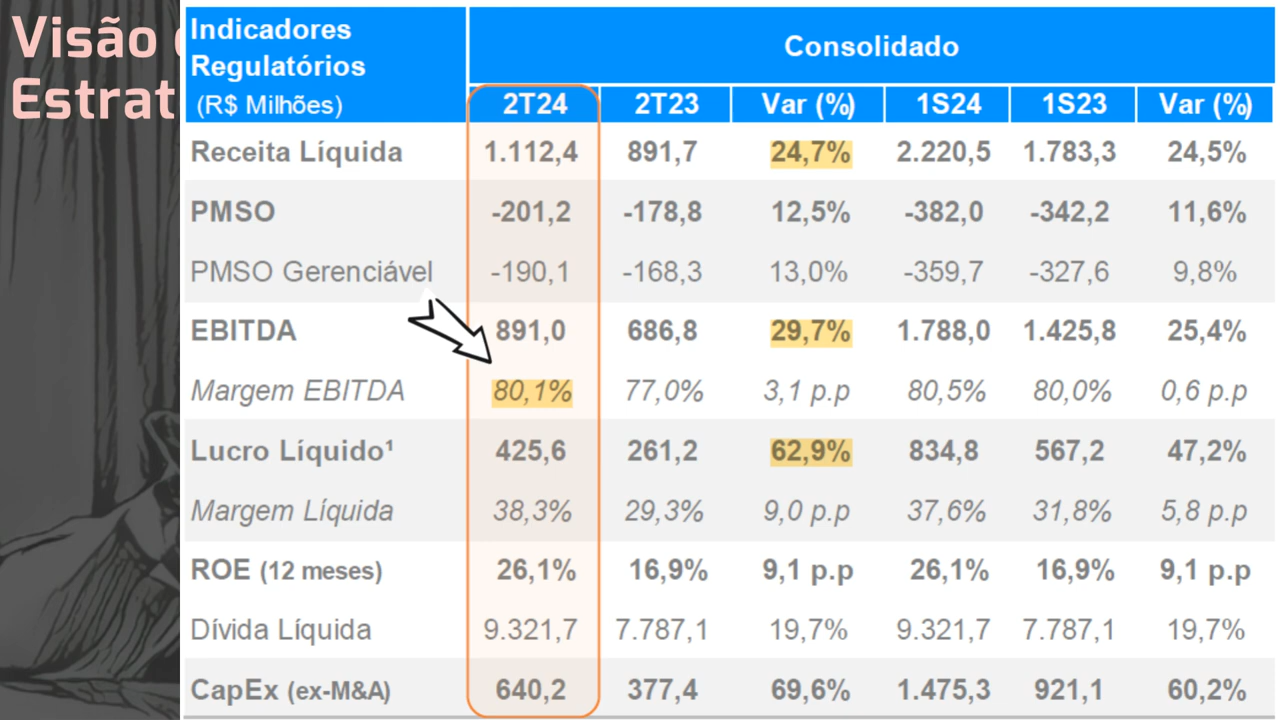 Visão
Estrat
Indicadores
Regulatórios
(R$ Milhões)
Consolidado
2T24 2T23 Var (%) 1S24 1S23 Var (%)
Receita Líquida 1.112,4 891,7 24,7% 2.220,5 1.783,3 24,5%
PMSO -201,2 -178,8 12,5% -382,0 -342,2 11,6%
PMSO Gerenciável -190,1 -168,3 13,0% -359,7 -327,6 9,8%
EBITDA 891,0 686,8 29,7% 1.788,0 1.425,8 25,4%
Margem EBITDA 80,1% 77,0% 3,1 p.p 80,5% 80,0% 0,6 p.p
Lucro Líquido¹ 425,6 261,2 62,9% 834,8 567,2 47,2%
Margem Líquida 38,3% 29,3% 9,0 p.p 37,6% 31,8% 5,8 p.p
ROE (12 meses) 26,1% 16,9% 9,1 p.p 26,1% 16,9% 9,1 p.p
Dívida Líquida 9.321,7 7.787,1 19,7% 9.321,7 7.787,1 19,7%
CapEx (ex-M&A) 640,2 377,4 69,6% 1.475,3 921,1 60,2%